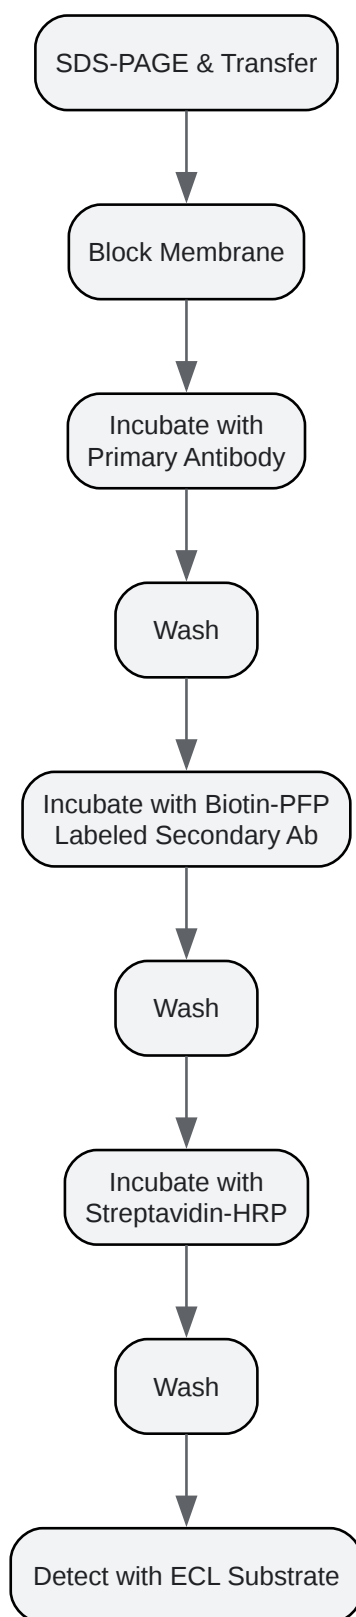 SDS-PAGE & Transfer
Block Membrane
Incubate with
Primary Antibody
Wash
Incubate with Biotin-PFP
Labeled Secondary Ab
Wash
Incubate with
Streptavidin-HRP
Wash
Detect with ECL Substrate